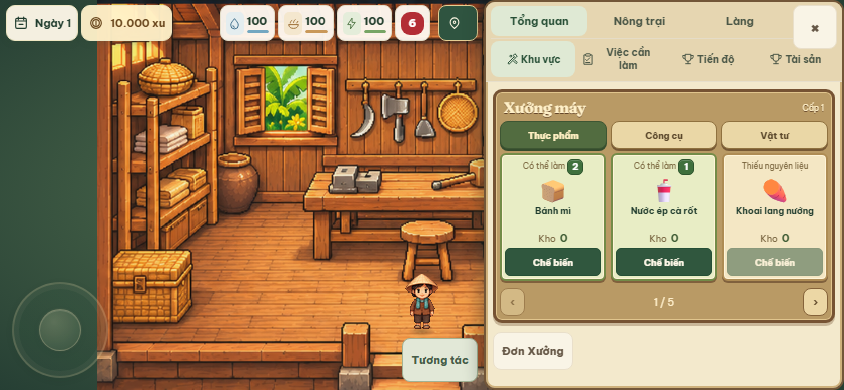 Ngày 1
10.000 xu
100
100
100
6
Tổng quan
Nông trại
Làng
×
Khu vực
Việc cần làm
Tiến độ
Tài sản
Xưởng máy
Cấp 1
Thực phẩm
Công cụ
Vật tư
Có thể làm 2
Bánh mì
Kho 0
Chế biến
Có thể làm 1
Nước ép cà rốt
Kho 0
Chế biến
Thiếu nguyên liệu
Khoai lang nướng
Kho 0
Chế biến
‹
1 / 5
›
Đơn Xưởng
Tương tác